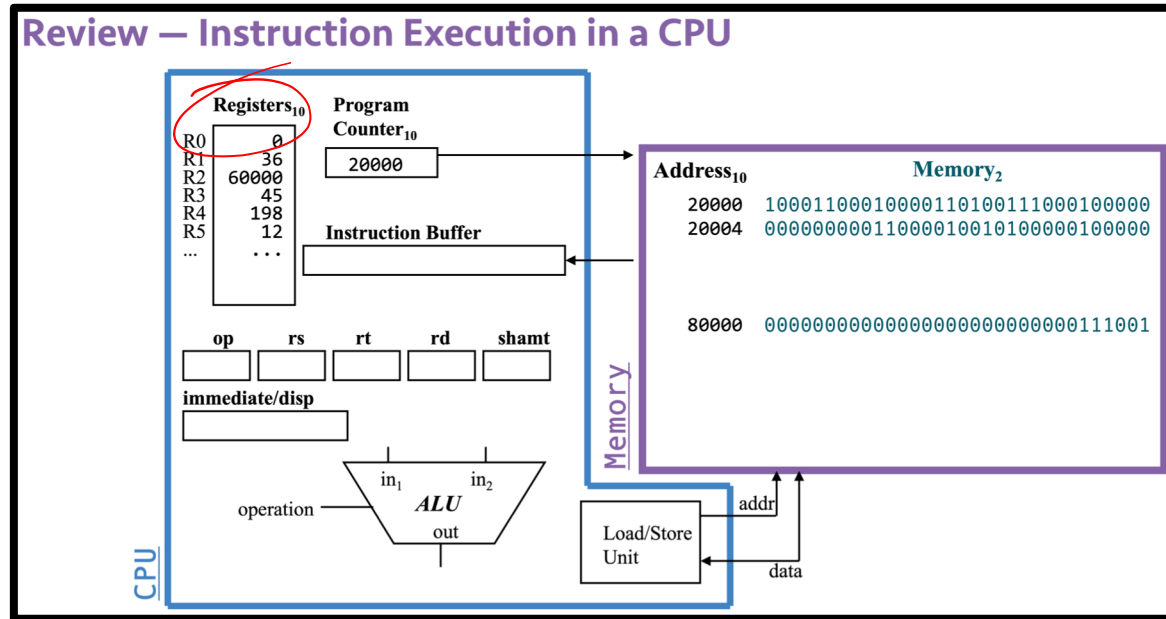 Review — Instruction Execution in a CPU
Registers₁₀
Program
Counter₁₀
R0 0
R1 36
R2 60000
R3 45
R4 198
R5 12
... ...
20000
Instruction Buffer
op rs rt rd shamt
immediate/disp
in₁ in₂
operation
ALU
out
CPU
Address₁₀ Memory₂
20000 10001100010000110100111000100000
20004 00000000011000010010100000100000
80000 00000000000000000000000000111001
Memory
Load/Store
Unit
addr
data